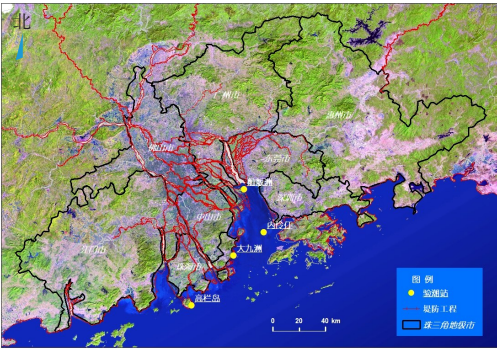 北
州市
惠州市
佛山市
东莞市
舢舨洲
深圳市
中山市
内伶仃
江门市
大九洲
珠海市
高栏岛
图 例
验潮站
堤防工程
珠三角地级市
0 20 40 km